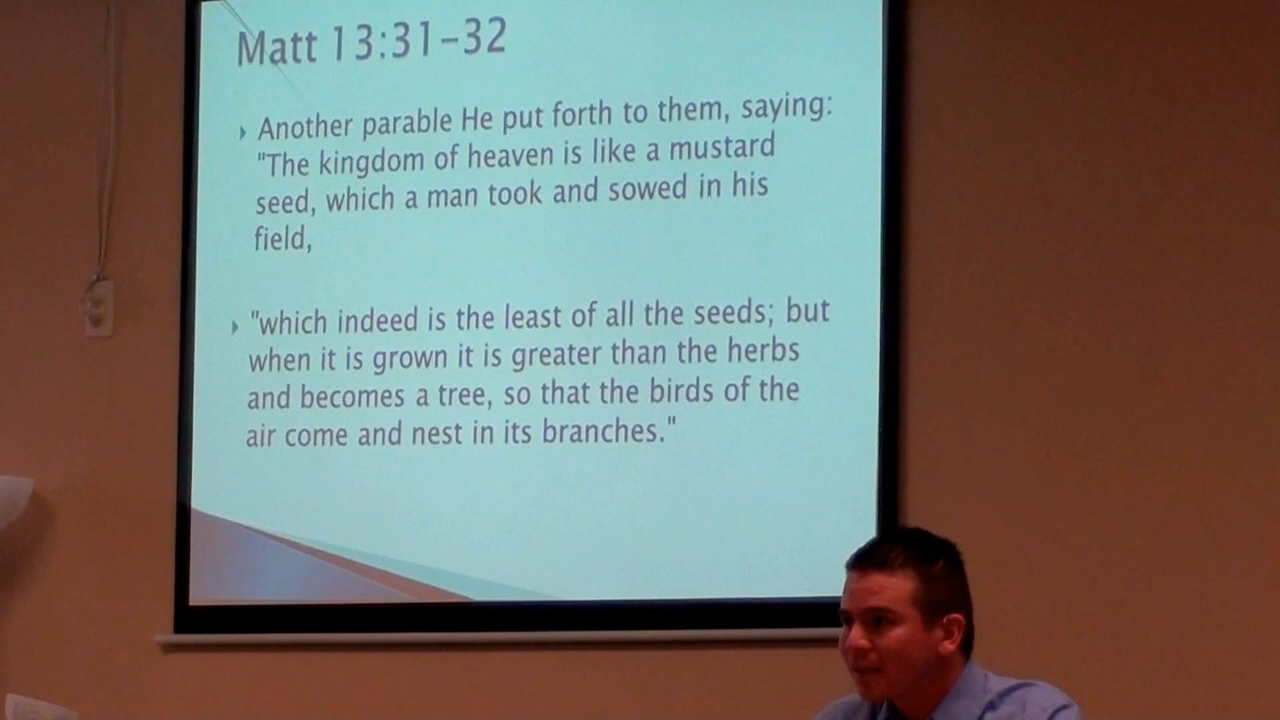 Matt 13:31-32
Another parable He put forth to them, saying:
"The kingdom of heaven is like a mustard
seed, which a man took and sowed in his
field,
"which indeed is the least of all the seeds; but
when it is grown it is greater than the herbs
and becomes a tree, so that the birds of the
air come and nest in its branches."